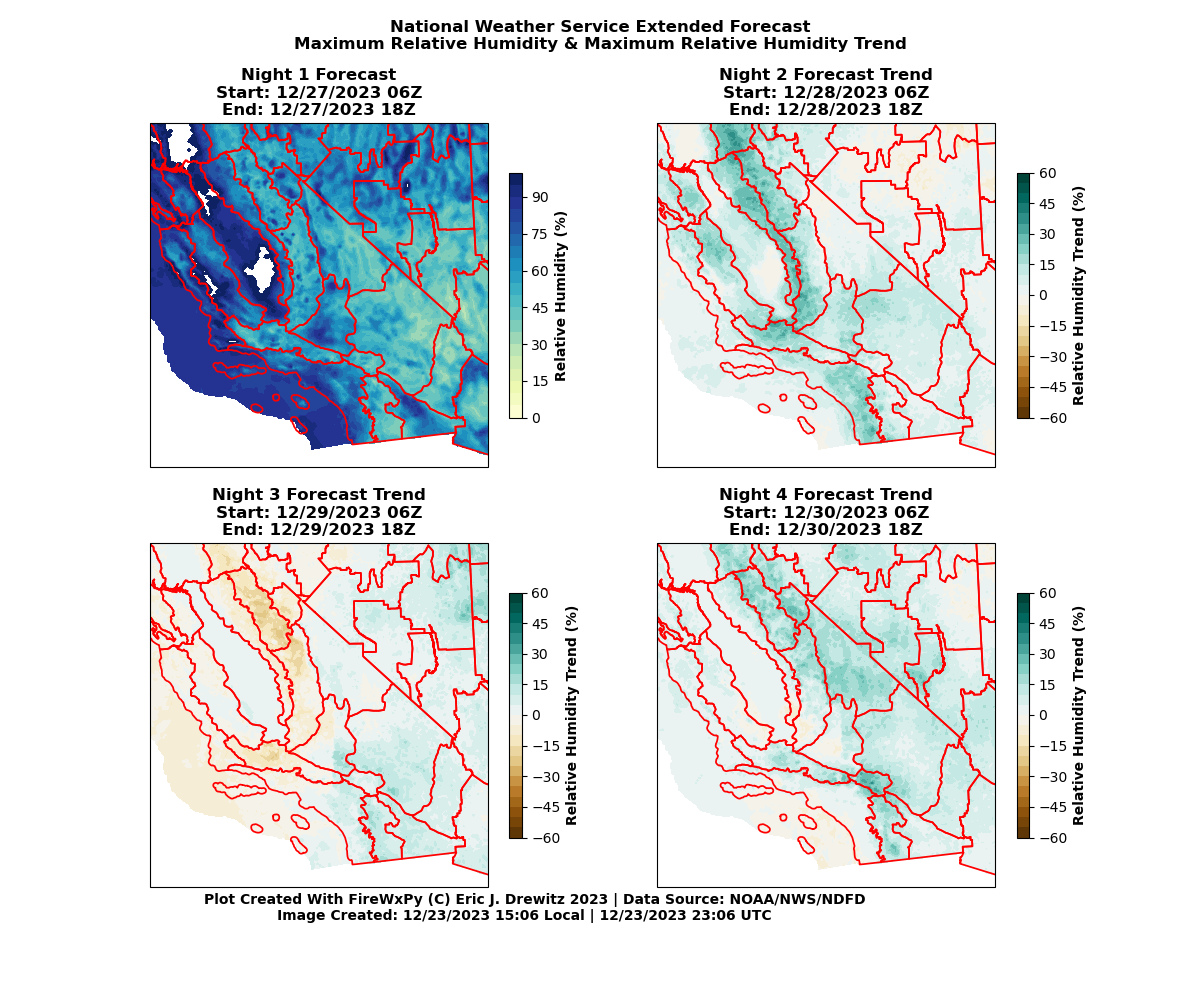 National Weather Service Extended Forecast
Maximum Relative Humidity & Maximum Relative Humidity Trend
Night 1 Forecast
Start: 12/27/2023 06Z
End: 12/27/2023 18Z
90
75
60
45
30
15
0
Relative Humidity (%)
Night 2 Forecast Trend
Start: 12/28/2023 06Z
End: 12/28/2023 18Z
60
45
30
15
0
−15
−30
−45
−60
Relative Humidity Trend (%)
Night 3 Forecast Trend
Start: 12/29/2023 06Z
End: 12/29/2023 18Z
60
45
30
15
0
−15
−30
−45
−60
Relative Humidity Trend (%)
Night 4 Forecast Trend
Start: 12/30/2023 06Z
End: 12/30/2023 18Z
60
45
30
15
0
−15
−30
−45
−60
Relative Humidity Trend (%)
Plot Created With FireWxPy (C) Eric J. Drewitz 2023 | Data Source: NOAA/NWS/NDFD
Image Created: 12/23/2023 15:06 Local | 12/23/2023 23:06 UTC